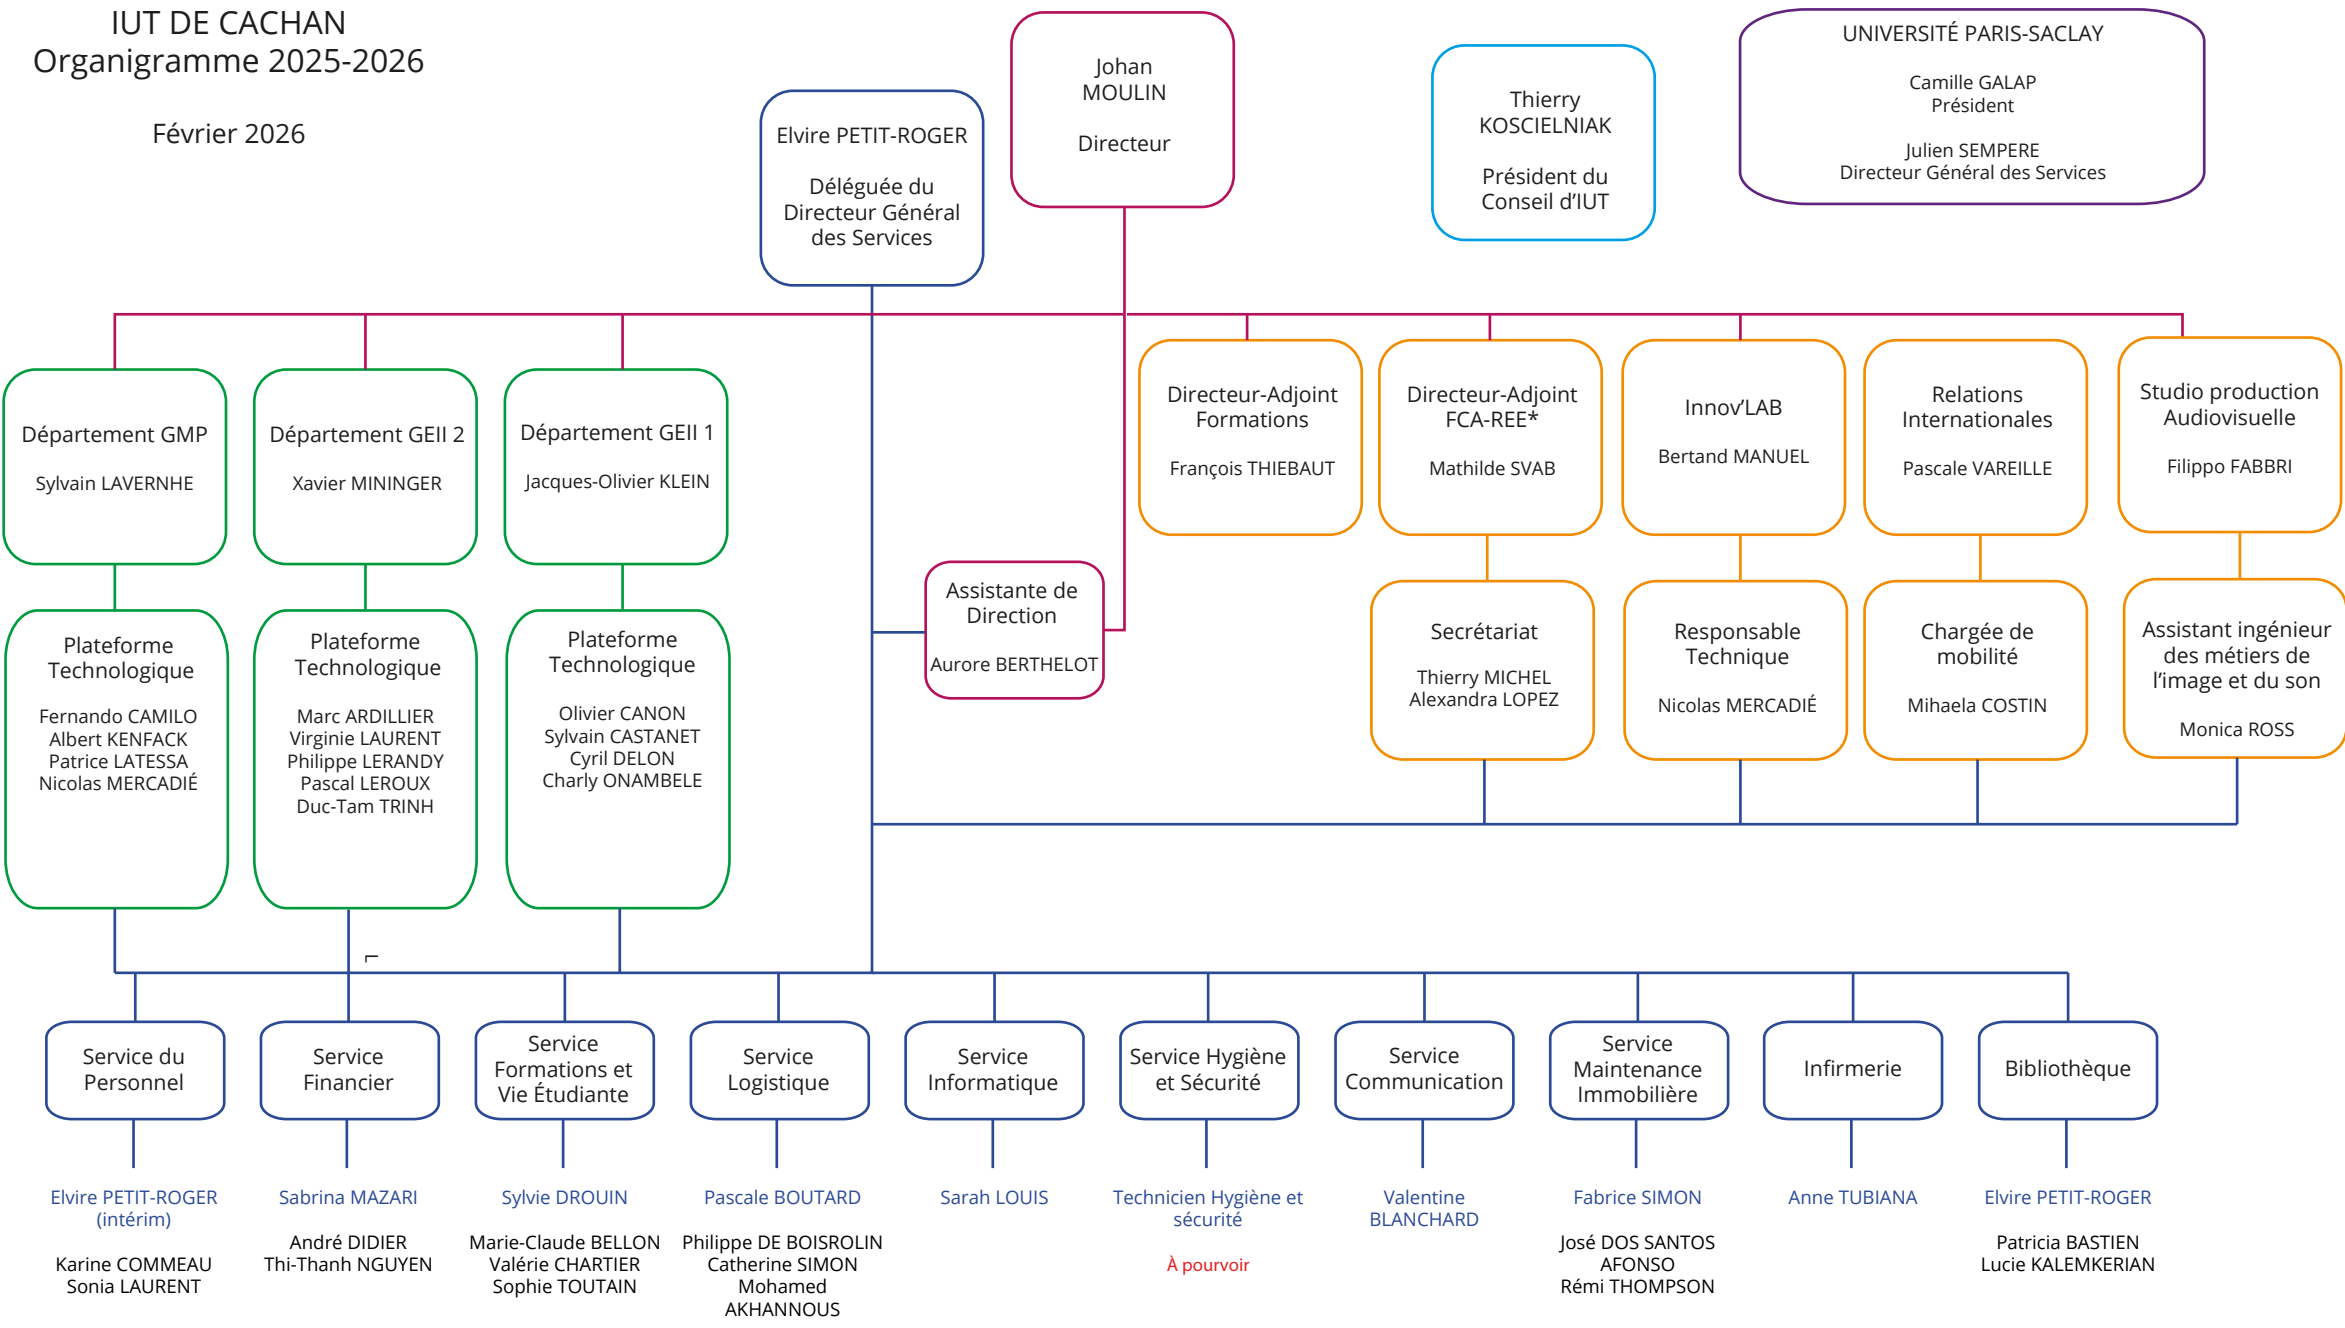 IUT DE CACHAN
Organigramme 2025-2026
Février 2026
Elvire PETIT-ROGER
Déléguée du
Directeur Général
des Services
Johan
MOULIN
Directeur
Thierry
KOSCIELNIAK
Président du
Conseil d’IUT
UNIVERSITÉ PARIS-SACLAY
Camille GALAP
Président
Julien SEMPERE
Directeur Général des Services
Département GMP
Sylvain LAVERNHE
Département GEII 2
Xavier MININGER
Département GEII 1
Jacques-Olivier KLEIN
Directeur-Adjoint
Formations
François THIEBAUT
Directeur-Adjoint
FCA-REE*
Mathilde SVAB
Innov’LAB
Bertand MANUEL
Relations
Internationales
Pascale VAREILLE
Studio production
Audiovisuelle
Filippo FABBRI
Plateforme
Technologique
Fernando CAMILO
Albert KENFACK
Patrice LATESSA
Nicolas MERCADIÉ
Plateforme
Technologique
Marc ARDILLIER
Virginie LAURENT
Philippe LERANDY
Pascal LEROUX
Duc-Tam TRINH
Plateforme
Technologique
Olivier CANON
Sylvain CASTANET
Cyril DELON
Charly ONAMBELE
Assistante de
Direction
Aurore BERTHELOT
Secrétariat
Thierry MICHEL
Alexandra LOPEZ
Responsable
Technique
Nicolas MERCADIÉ
Chargée de
mobilité
Mihaela COSTIN
Assistant ingénieur
des métiers de
l’image et du son
Monica ROSS
Service du
Personnel
Elvire PETIT-ROGER
(intérim)
Karine COMMEAU
Sonia LAURENT
Service
Financier
Sabrina MAZARI
André DIDIER
Thi-Thanh NGUYEN
Service
Formations et
Vie Étudiante
Sylvie DROUIN
Marie-Claude BELLON
Valérie CHARTIER
Sophie TOUTAIN
Service
Logistique
Pascale BOUTARD
Philippe DE BOISROLIN
Catherine SIMON
Mohamed
AKHANNOUS
Service
Informatique
Sarah LOUIS
Service Hygiène
et Sécurité
Technicien Hygiène et
sécurité
À pourvoir
Service
Communication
Valentine
BLANCHARD
Service
Maintenance
Immobilière
Fabrice SIMON
José DOS SANTOS
AFONSO
Rémi THOMPSON
Infirmerie
Anne TUBIANA
Bibliothèque
Elvire PETIT-ROGER
Patricia BASTIEN
Lucie KALEMKERIAN